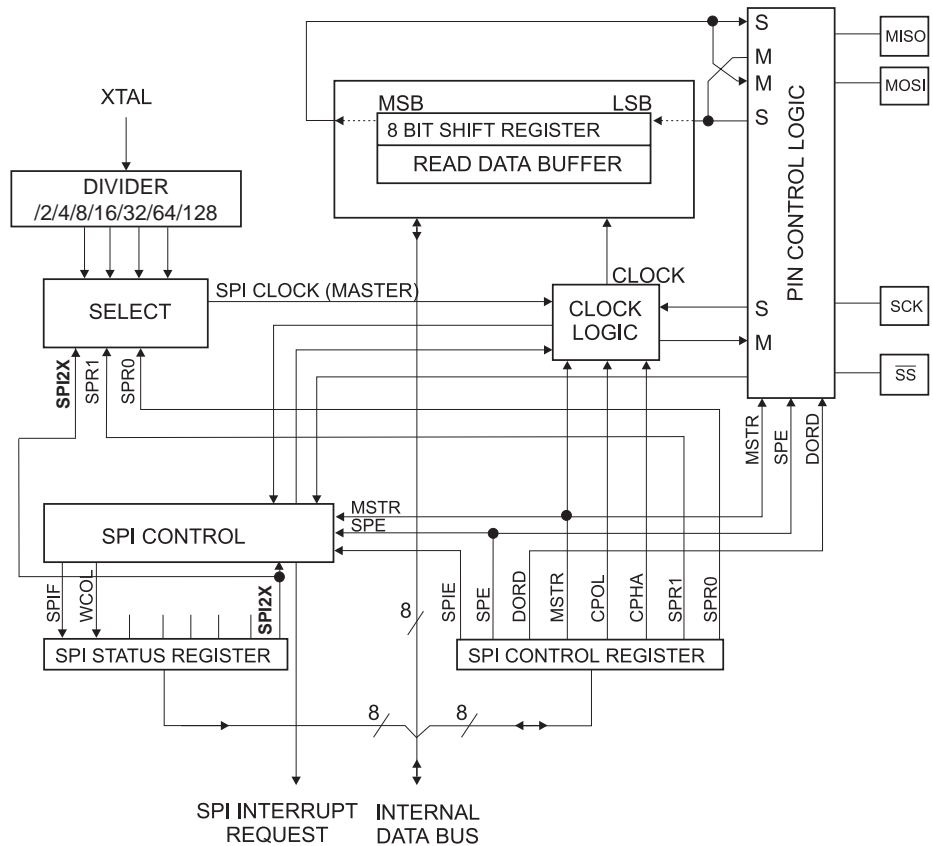 S
MISO
M
XTAL
MSB
LSB
M
MOSI
8 BIT SHIFT REGISTER
S
READ DATA BUFFER
PIN CONTROL LOGIC
DIVIDER
/2/4/8/16/32/64/128
SPI CLOCK (MASTER)
CLOCK
SELECT
CLOCK
LOGIC
S
SCK
M
SPI2X
SPR1
SPR0
SS
MSTR
SPE
DORD
MSTR
SPE
SPI CONTROL
SPIF
WCOL
SPI2X
8
SPIE
SPE
DORD
MSTR
CPOL
CPHA
SPR1
SPR0
SPI STATUS REGISTER
SPI CONTROL REGISTER
8
8
SPI INTERRUPT
REQUEST
INTERNAL
DATA BUS